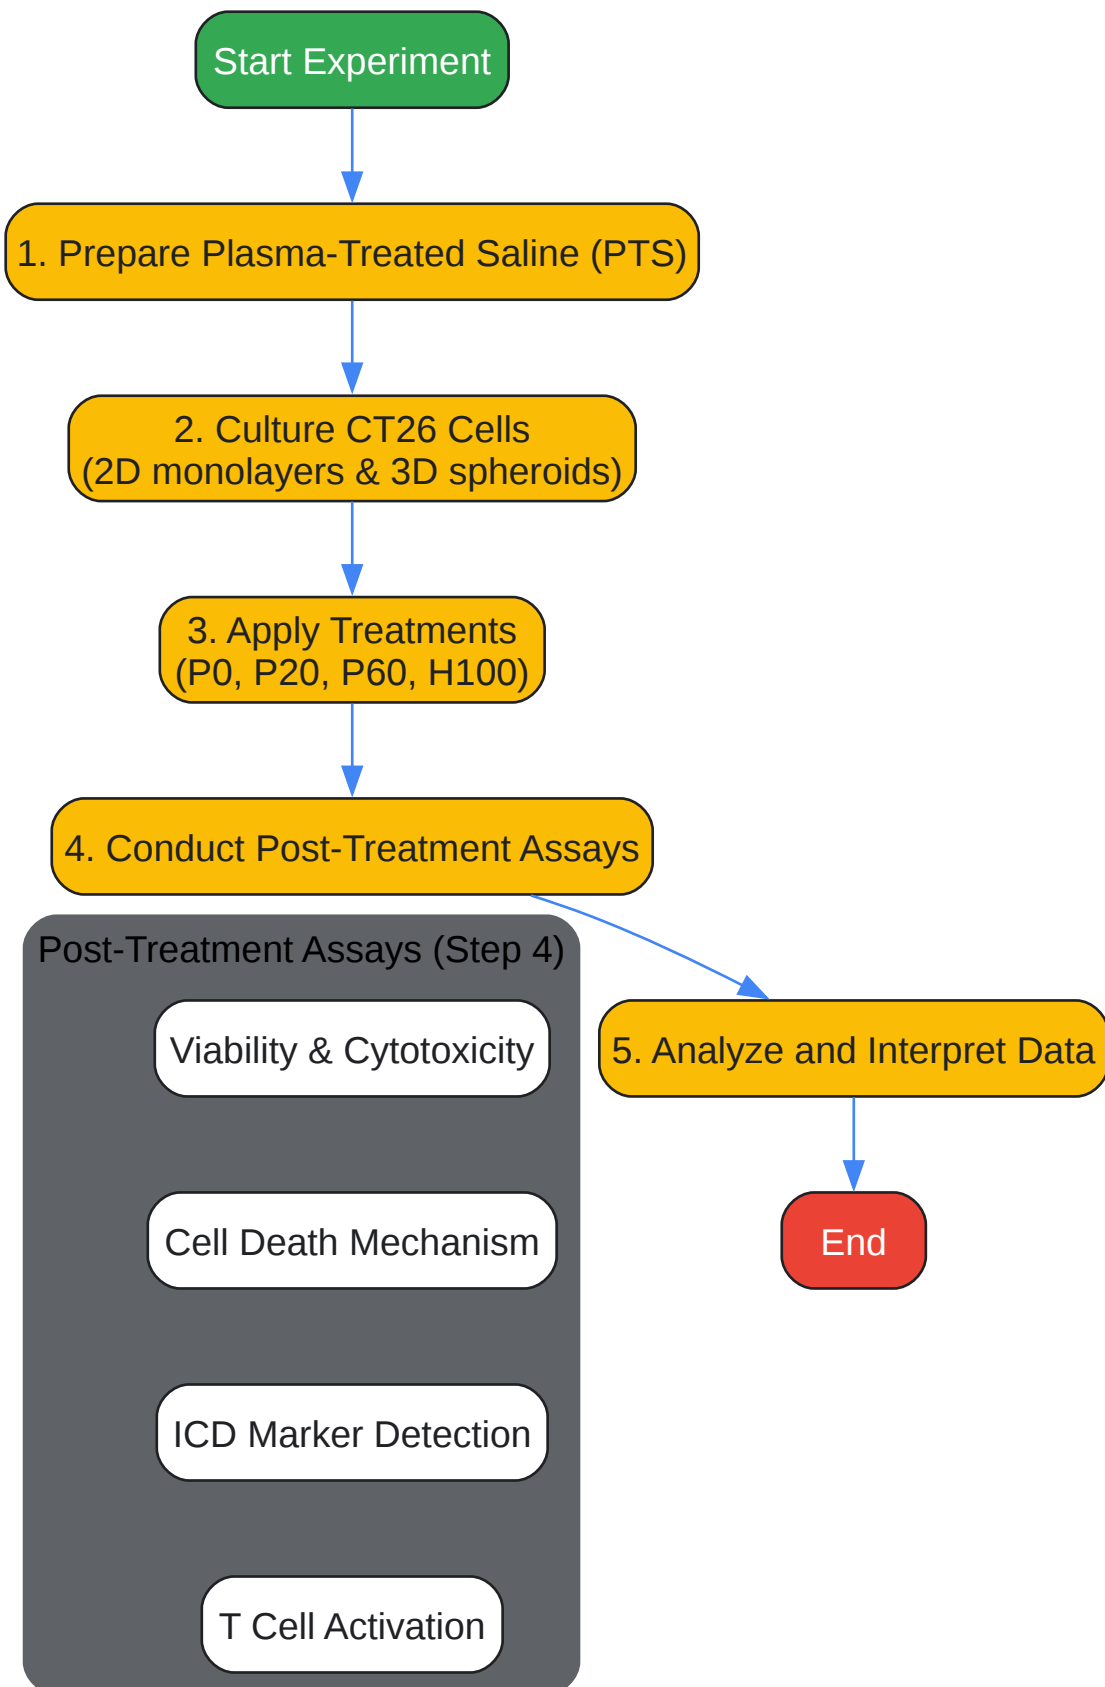 Start Experiment
1. Prepare Plasma-Treated Saline (PTS)
2. Culture CT26 Cells
(2D monolayers & 3D spheroids)
3. Apply Treatments
(P0, P20, P60, H100)
4. Conduct Post-Treatment Assays
Post-Treatment Assays (Step 4)
Viability & Cytotoxicity
5. Analyze and Interpret Data
Cell Death Mechanism
End
ICD Marker Detection
T Cell Activation